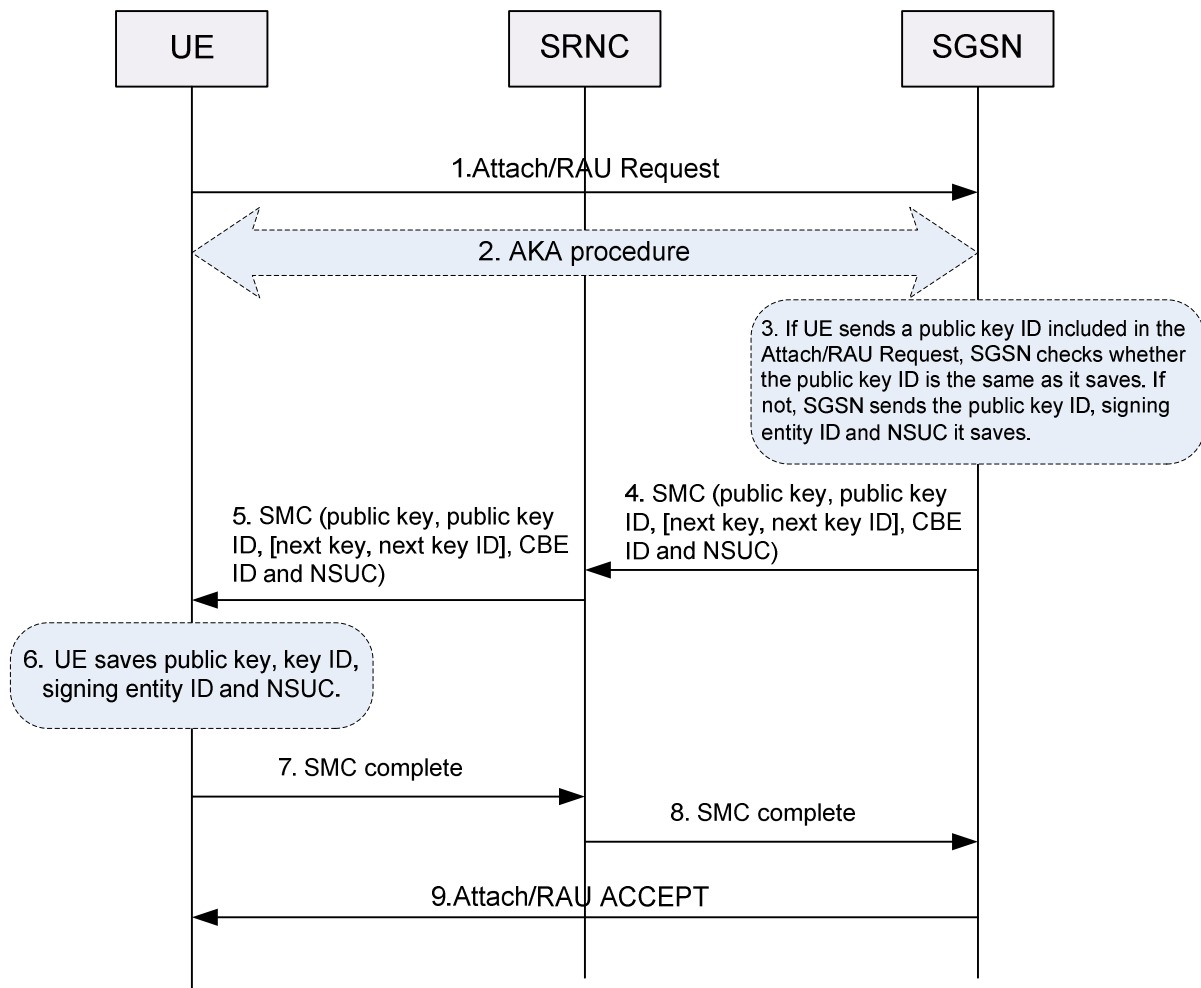 UE
SRNC
SGSN
1.Attach/RAU Request
2. AKA procedure
3. If UE sends a public key ID included in the
Attach/RAU Request, SGSN checks whether
the public key ID is the same as it saves. If
not, SGSN sends the public key ID, signing
entity ID and NSUC it saves.
4. SMC (public key, public key
ID, [next key, next key ID], CBE
ID and NSUC)
5. SMC (public key, public key
ID, [next key, next key ID], CBE
ID and NSUC)
6. UE saves public key, key ID,
signing entity ID and NSUC.
7. SMC complete
8. SMC complete
9.Attach/RAU ACCEPT